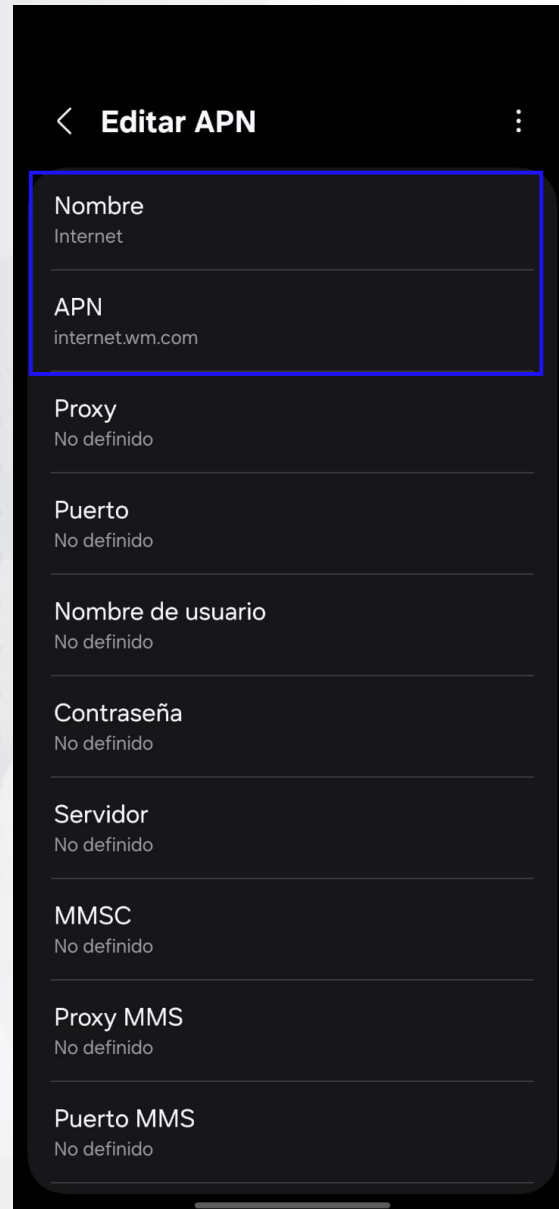 Editar APN
Nombre
Internet
APN
internet.wm.com
Proxy
No definido
Puerto
No definido
Nombre de usuario
No definido
Contraseña
No definido
Servidor
No definido
MMSC
No definido
Proxy MMS
No definido
Puerto MMS
No definido